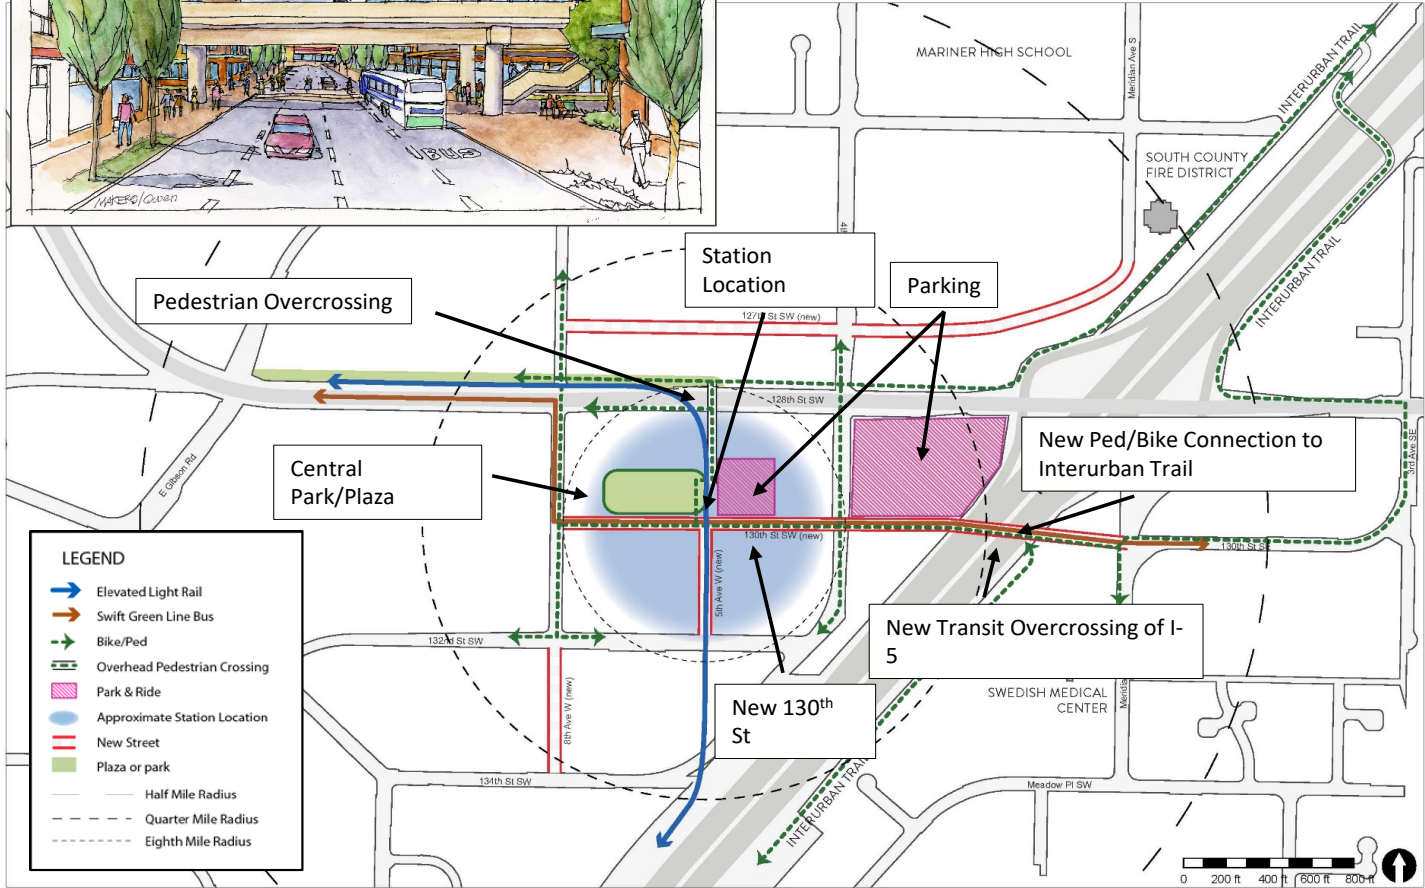 BUS
MAKERS/Owen
MARINER HIGH SCHOOL
Meridian Ave S
INTERURBAN TRAIL
SOUTH COUNTY
FIRE DISTRICT
INTERURBAN TRAIL
4th
Station
Location
Parking
Pedestrian Overcrossing
127th St SW (new)
128th St SW
New Ped/Bike Connection to
Interurban Trail
3rd Ave SE
Central
Park/Plaza
E Gibson Rd
130th St SW (new)
130th St SE
5th Ave W (new)
New Transit Overcrossing of I-
5
132nd St SW
8th Ave W (new)
New 130th
St
SWEDISH MEDICAL
CENTER
Meridia
134th St SW
Meadow Pl SW
INTERURBAN TRAIL
LEGEND
Elevated Light Rail
Swift Green Line Bus
Bike/Ped
Overhead Pedestrian Crossing
Park & Ride
Approximate Station Location
New Street
Plaza or park
Half Mile Radius
Quarter Mile Radius
Eighth Mile Radius
0 200 ft 400 ft 600 ft 800 ft